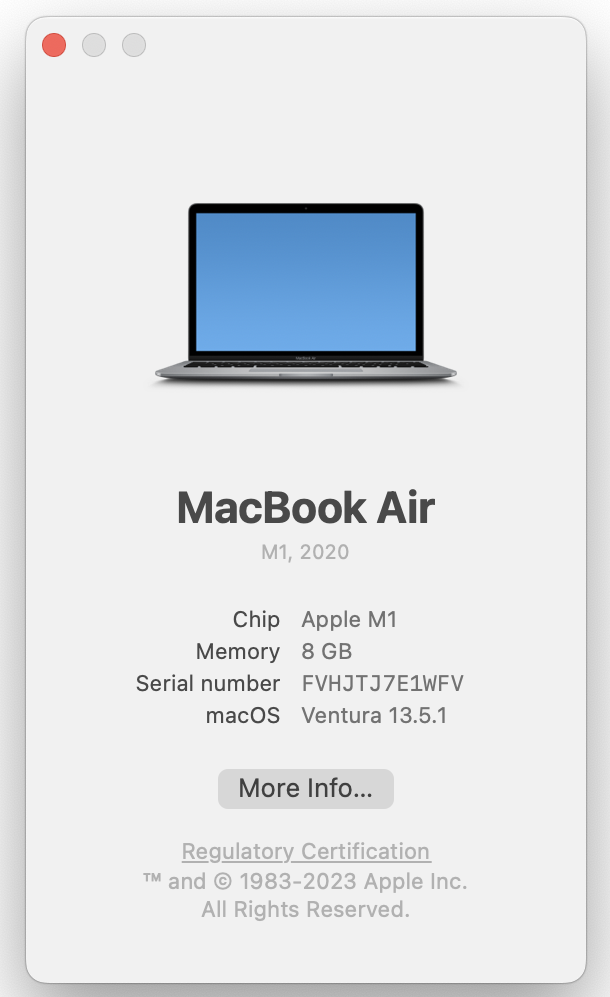 MacBook Air
M1, 2020
Chip Apple M1
Memory 8 GB
Serial number FVHJTJ7E1WFV
macOS Ventura 13.5.1
More Info...
Regulatory Certification
™ and © 1983-2023 Apple Inc.
All Rights Reserved.